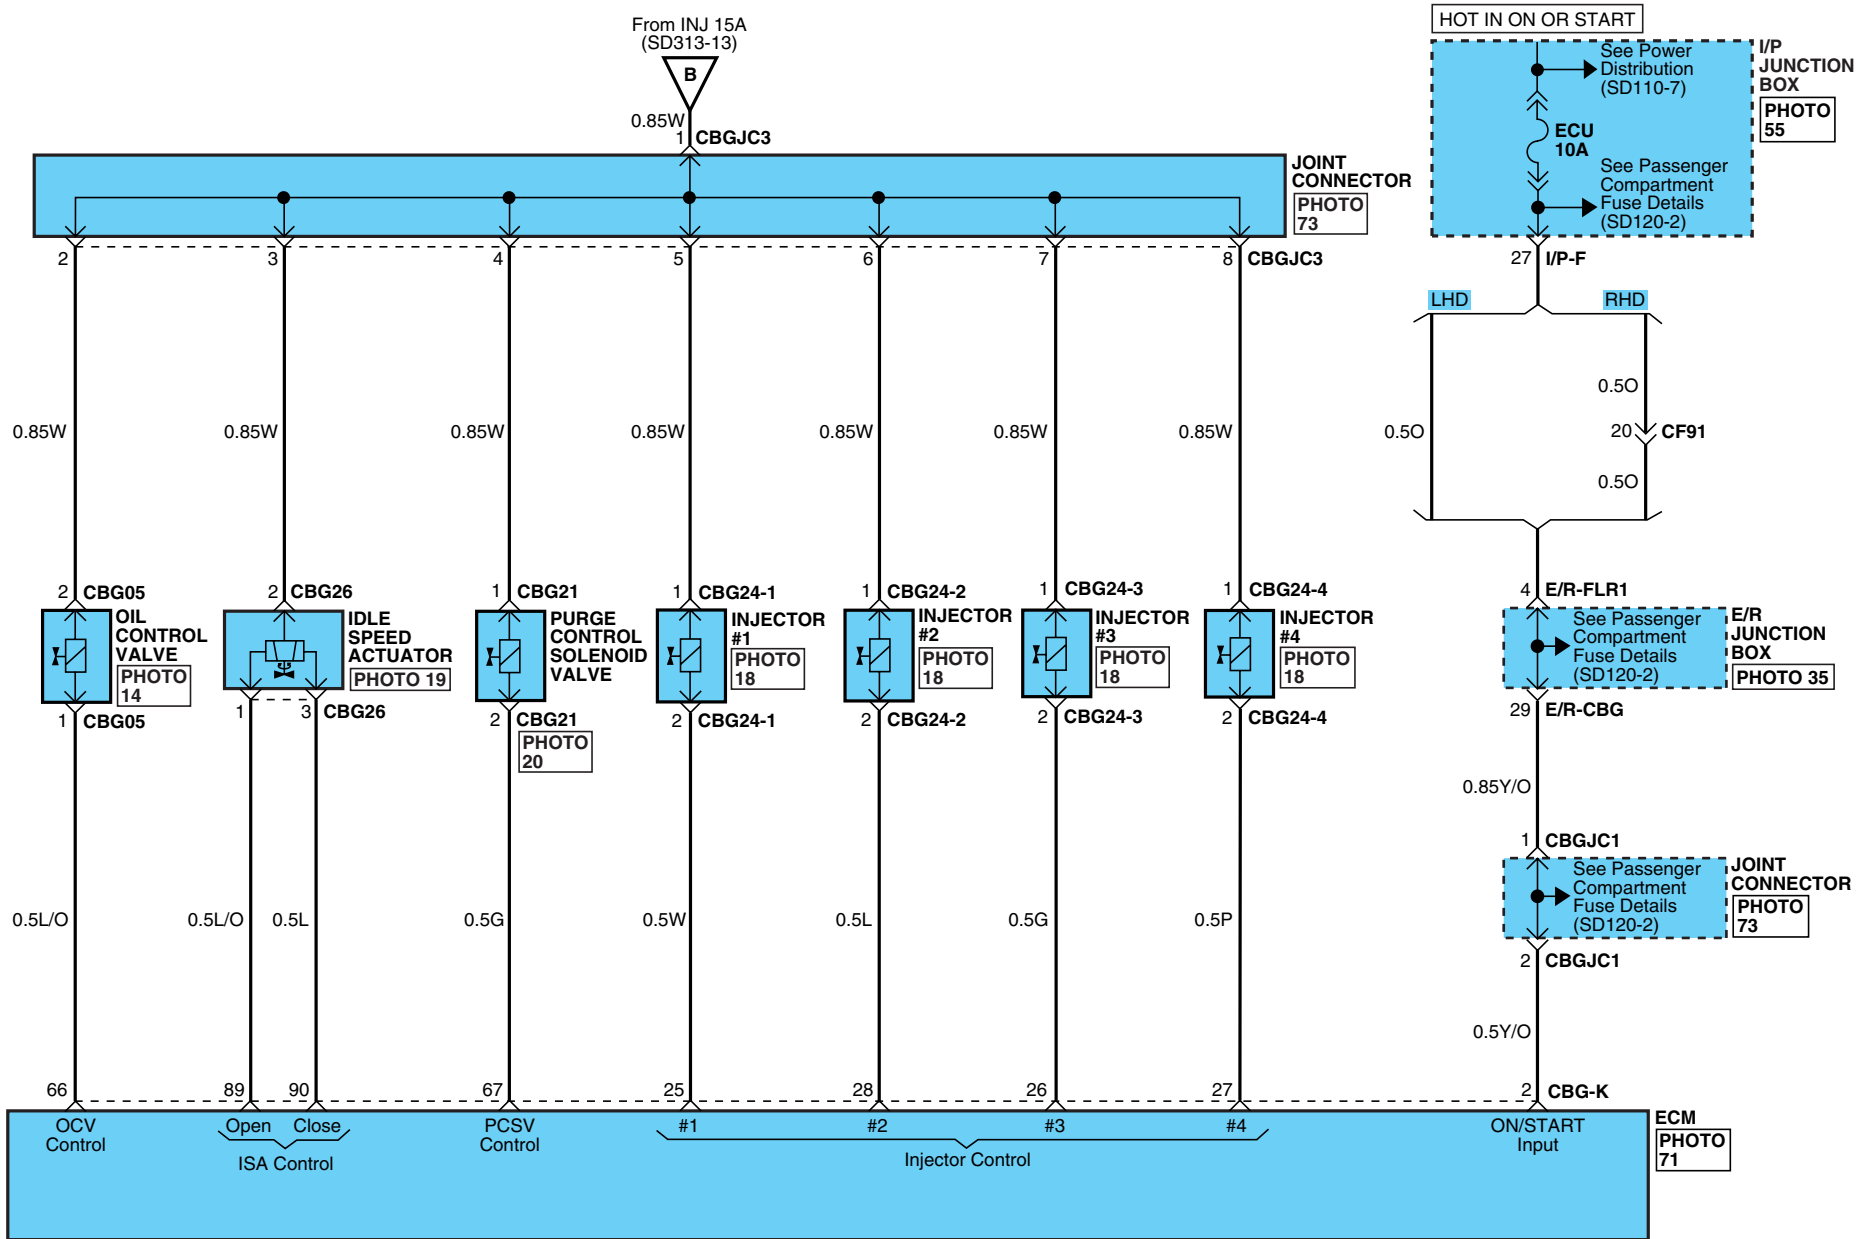 From INJ 15A
(SD313-13)
B
0.85W
1 CBGJC3
JOINT
CONNECTOR
PHOTO
73
2 3 4 5 6 7 8 CBGJC3
0.85W 0.85W 0.85W 0.85W 0.85W 0.85W 0.85W
2 CBG05
OIL
CONTROL
VALVE
PHOTO
14
1 CBG05
2 CBG26
IDLE
SPEED
ACTUATOR
PHOTO 19
1 3 CBG26
1 CBG21
PURGE
CONTROL
SOLENOID
VALVE
2 CBG21
PHOTO
20
1 CBG24-1
INJECTOR
#1
PHOTO
18
2 CBG24-1
1 CBG24-2
INJECTOR
#2
PHOTO
18
2 CBG24-2
1 CBG24-3
INJECTOR
#3
PHOTO
18
2 CBG24-3
1 CBG24-4
INJECTOR
#4
PHOTO
18
2 CBG24-4
0.5L/O 0.5L/O 0.5L 0.5G 0.5W 0.5L 0.5G 0.5P
HOT IN ON OR START
See Power
Distribution
(SD110-7)
ECU
10A
See Passenger
Compartment
Fuse Details
(SD120-2)
I/P
JUNCTION
BOX
PHOTO
55
27 I/P-F
LHD RHD
0.5O
0.5O
20 CF91
0.5O
4 E/R-FLR1
See Passenger
Compartment
Fuse Details
(SD120-2)
E/R
JUNCTION
BOX
PHOTO 35
29 E/R-CBG
0.85Y/O
1 CBGJC1
See Passenger
Compartment
Fuse Details
(SD120-2)
JOINT
CONNECTOR
PHOTO
73
2 CBGJC1
0.5Y/O
66 89 90 67 25 28 26 27 2 CBG-K
OCV
Control
Open Close
ISA Control
PCSV
Control
#1 #2 #3 #4
Injector Control
ON/START
Input
ECM
PHOTO
71